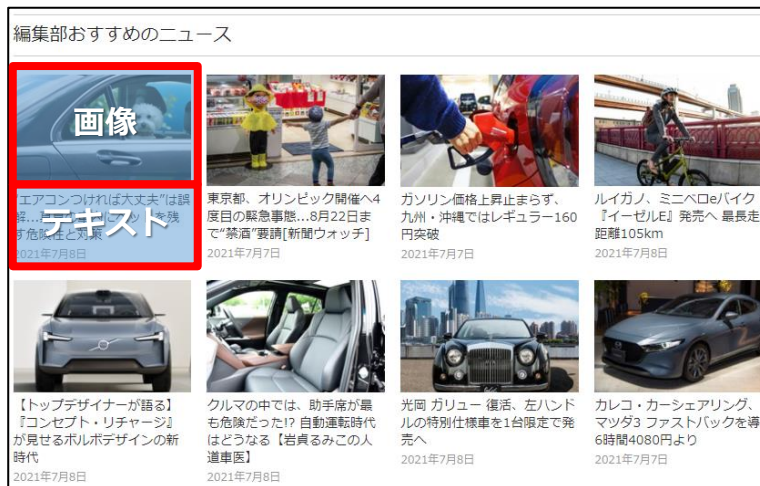 編集部おすすめのニュース
画像
"エアコンつければ大丈夫"は誤
解…
テキスト
を残
す危険性と対策
2021年7月8日
東京都、オリンピック開催へ4
度目の緊急事態…8月22日ま
で“禁酒”要請[新聞ウォッチ]
2021年7月7日
ガソリン価格上昇止まらず、
九州・沖縄ではレギュラー160
円突破
2021年7月7日
ルイガノ、ミニベロeバイク
『イーゼルE』発売へ 最長走
距離105km
2021年7月8日
【トップデザイナーが語る】
『コンセプト・リチャージ』
が見せるボルボデザインの新
時代
2021年7月8日
クルマの中では、助手席が最
も危険だった!? 自動運転時代
はどうなる【岩貞るみこの人
道車医】
2021年7月8日
光岡 ガリュー 復活、左ハンド
ルの特別仕様車を1台限定で発
売へ
2021年7月8日
カレコ・カーシェアリング、
マツダ3 ファストバックを導
6時間4080円より
2021年7月7日